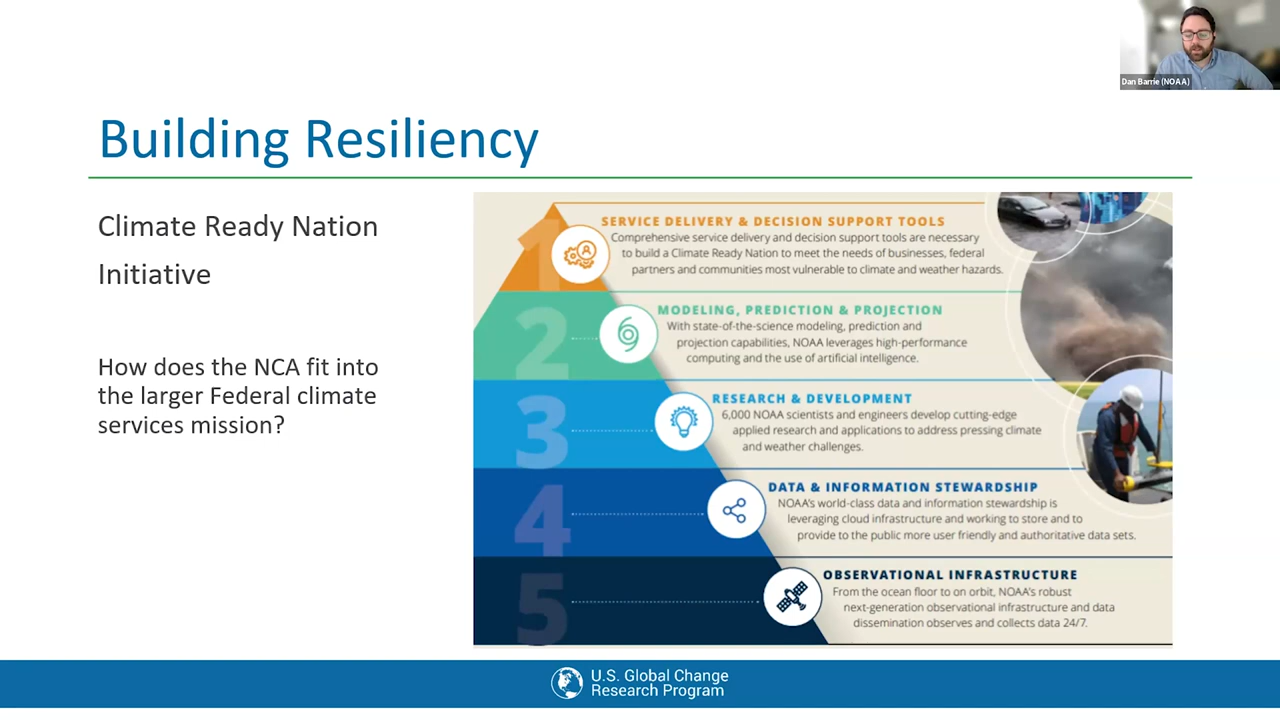 Dan Barrie (NOAA)
Building Resiliency
Climate Ready Nation
Initiative
How does the NCA fit into
the larger Federal climate
services mission?
1
SERVICE DELIVERY & DECISION SUPPORT TOOLS
Comprehensive service delivery and decision support tools are necessary
to build a Climate Ready Nation to meet the needs of businesses, federal
partners and communities most vulnerable to climate and weather hazards.
2
MODELING, PREDICTION & PROJECTION
With state-of-the-science modeling, prediction and
projection capabilities, NOAA leverages high-performance
computing and the use of artificial intelligence.
3
RESEARCH & DEVELOPMENT
6,000 NOAA scientists and engineers develop cutting-edge
applied research and applications to address pressing climate
and weather challenges.
4
DATA & INFORMATION STEWARDSHIP
NOAA's world-class data and information stewardship is
leveraging cloud infrastructure and working to store and to
provide to the public more user friendly and authoritative data sets.
5
OBSERVATIONAL INFRASTRUCTURE
From the ocean floor to on orbit, NOAA's robust
next-generation observational infrastructure and data
dissemination observes and collects data 24/7.
U.S. Global Change
Research Program